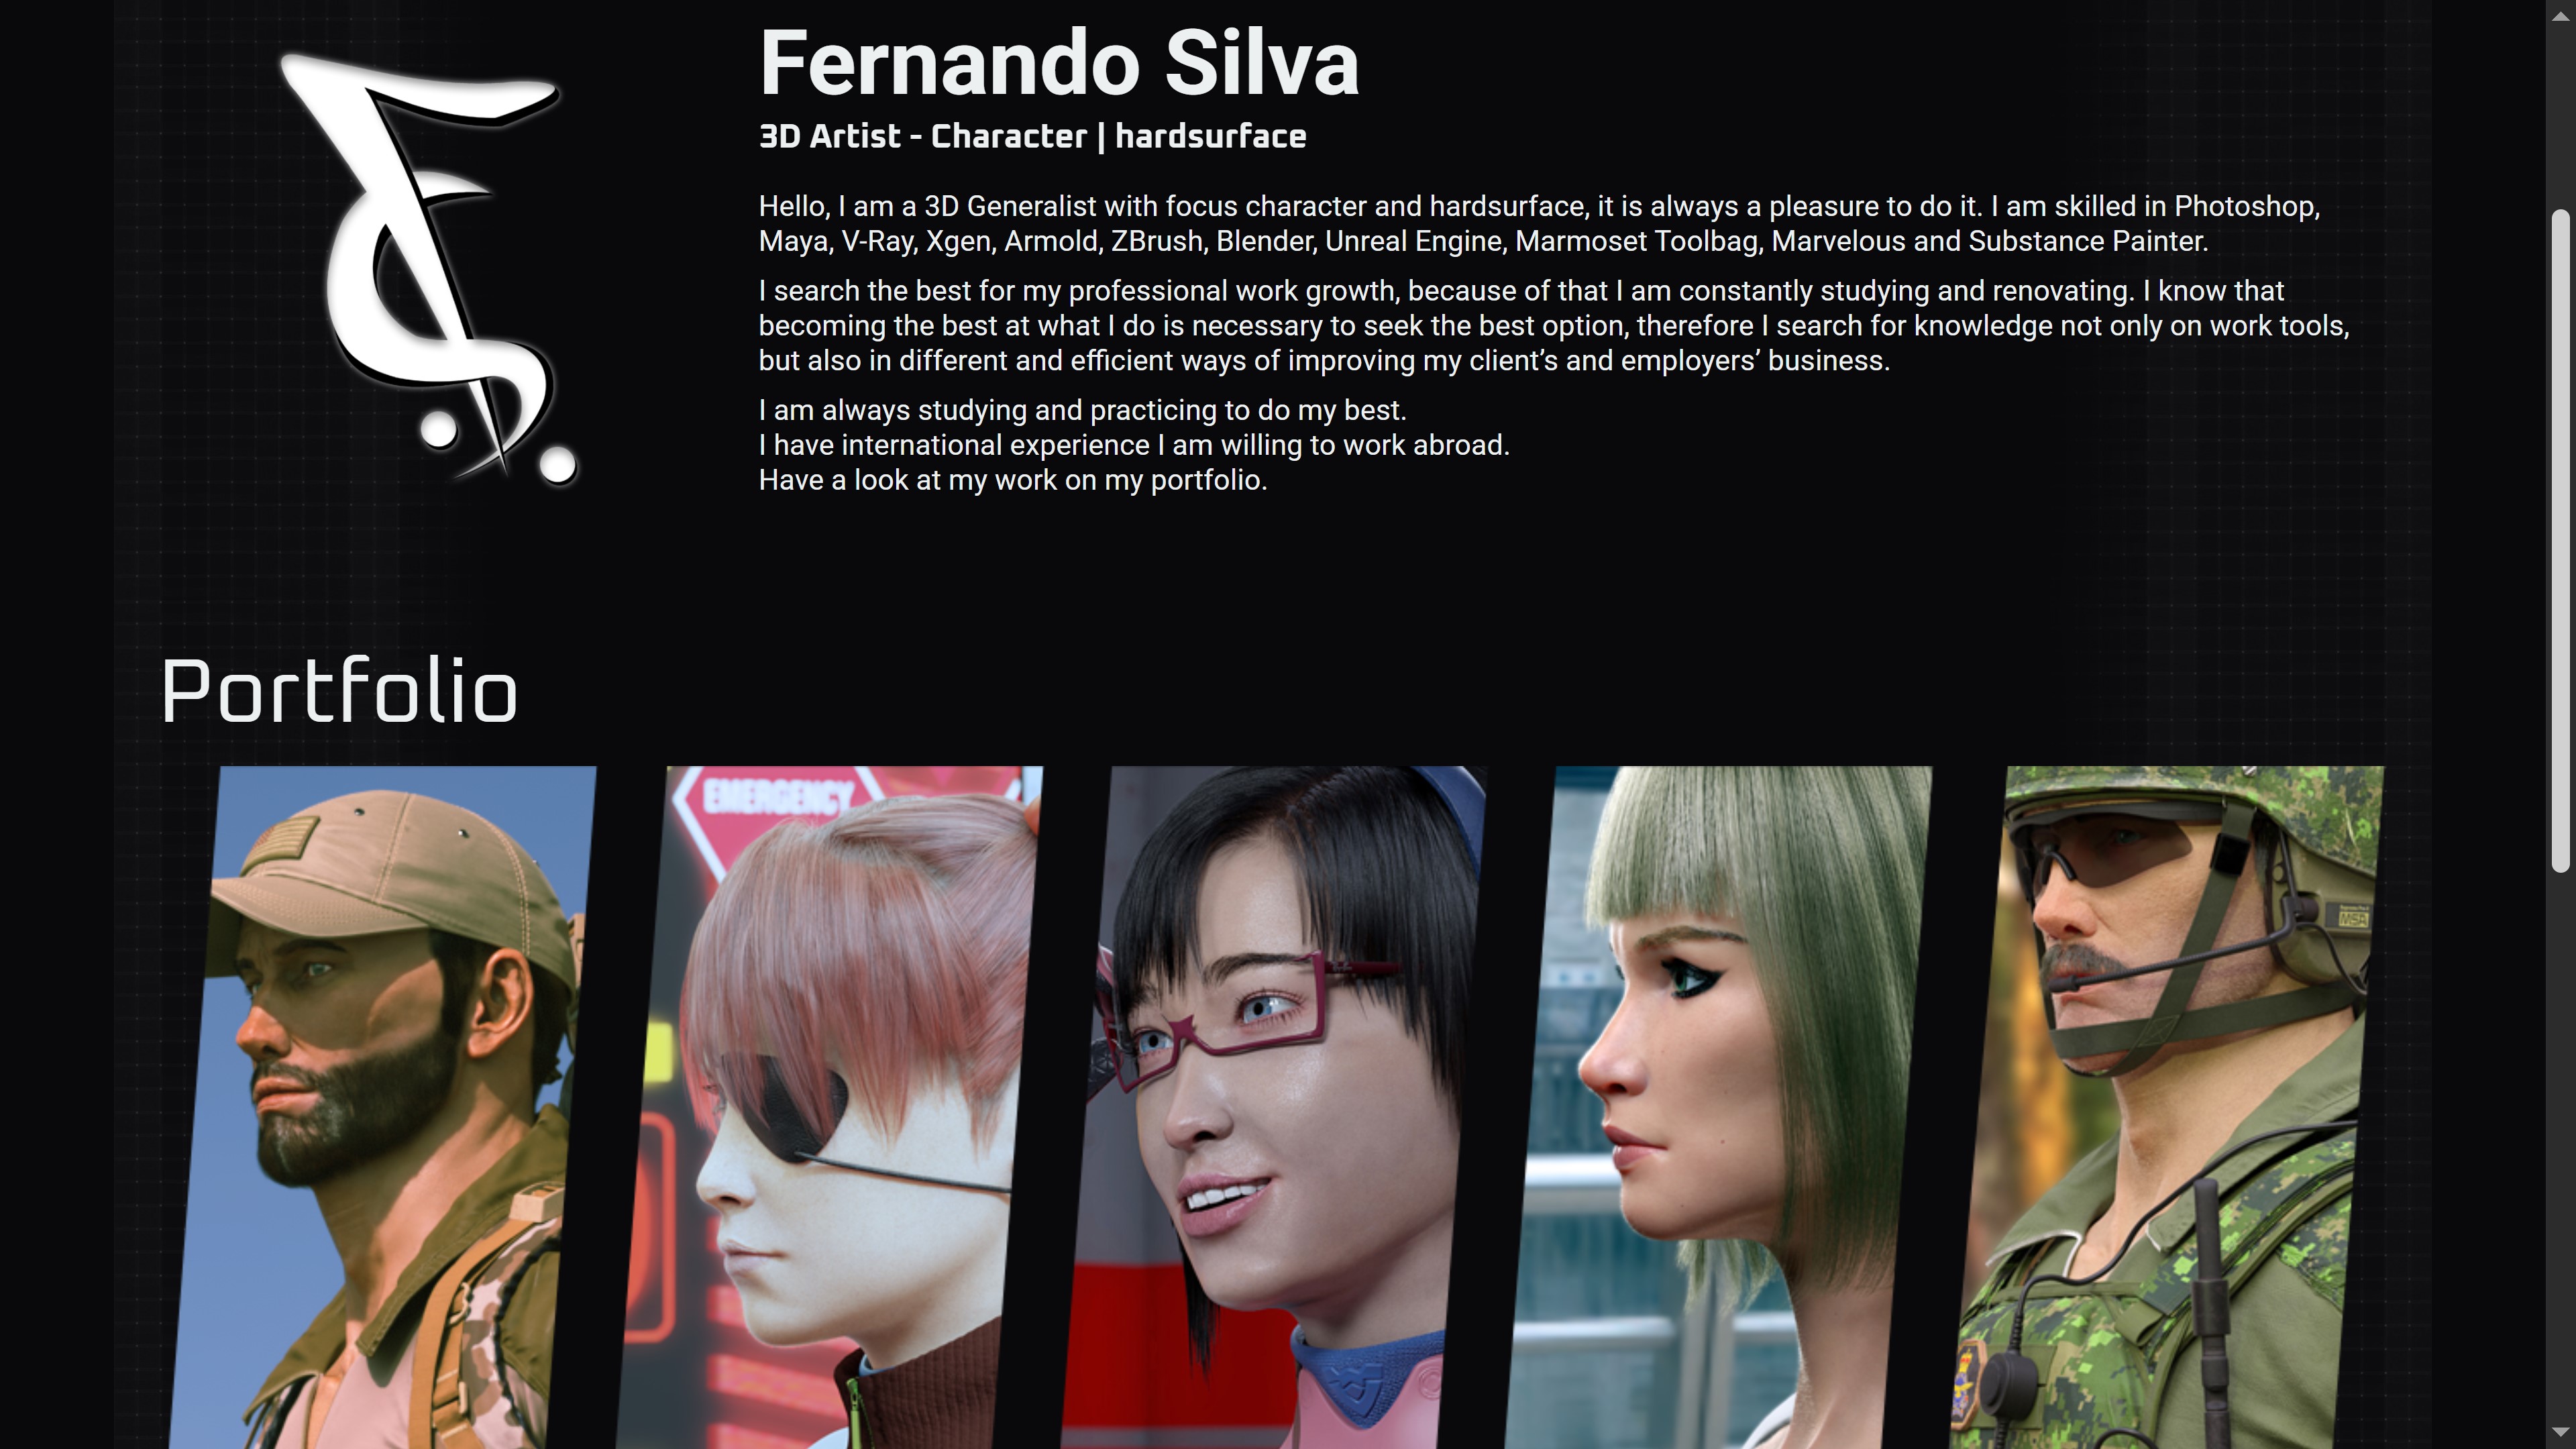 Fernando Silva
3D Artist - Character | hardsurface
Hello, I am a 3D Generalist with focus character and hardsurface, it is always a pleasure to do it. I am skilled in Photoshop,
Maya, V-Ray, Xgen, Armold, ZBrush, Blender, Unreal Engine, Marmoset Toolbag, Marvelous and Substance Painter.
I search the best for my professional work growth, because of that I am constantly studying and renovating. I know that
becoming the best at what I do is necessary to seek the best option, therefore I search for knowledge not only on work tools,
but also in different and efficient ways of improving my client’s and employers’ business.
I am always studying and practicing to do my best.
I have international experience I am willing to work abroad.
Have a look at my work on my portfolio.
Portfolio
EMERGENCY
MSA